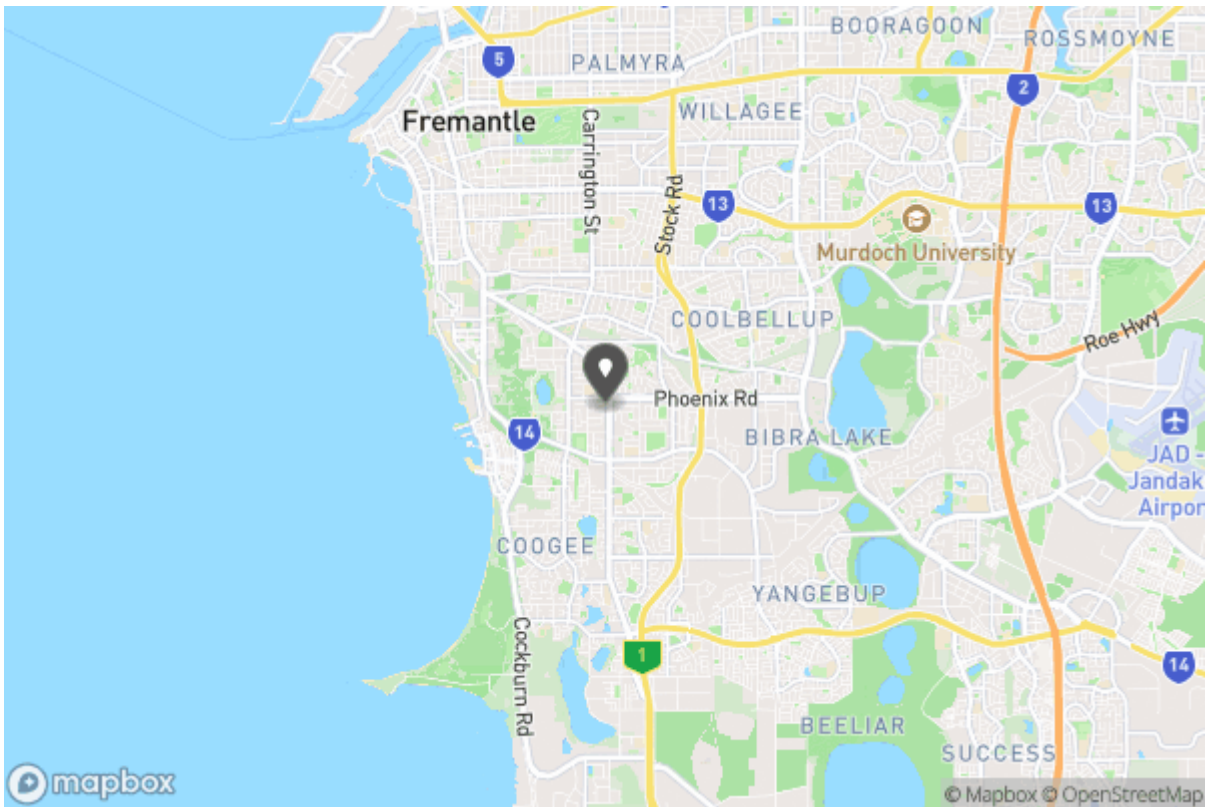 BOORAGOON
ROSSMOYNE
5
PALMYRA
2
WILLAGEE
Fremantle
Carrington St
Stock Rd
13
13
Murdoch University
COOLBELLUP
Roe Hwy
Phoenix Rd
14
BIBRA LAKE
JAD -
Jandak
Airpor
COOGEE
YANGEBUP
Cockburn Rd
1
14
BEELIAR
SUCCESS
mapbox
© Mapbox © OpenStreetMap